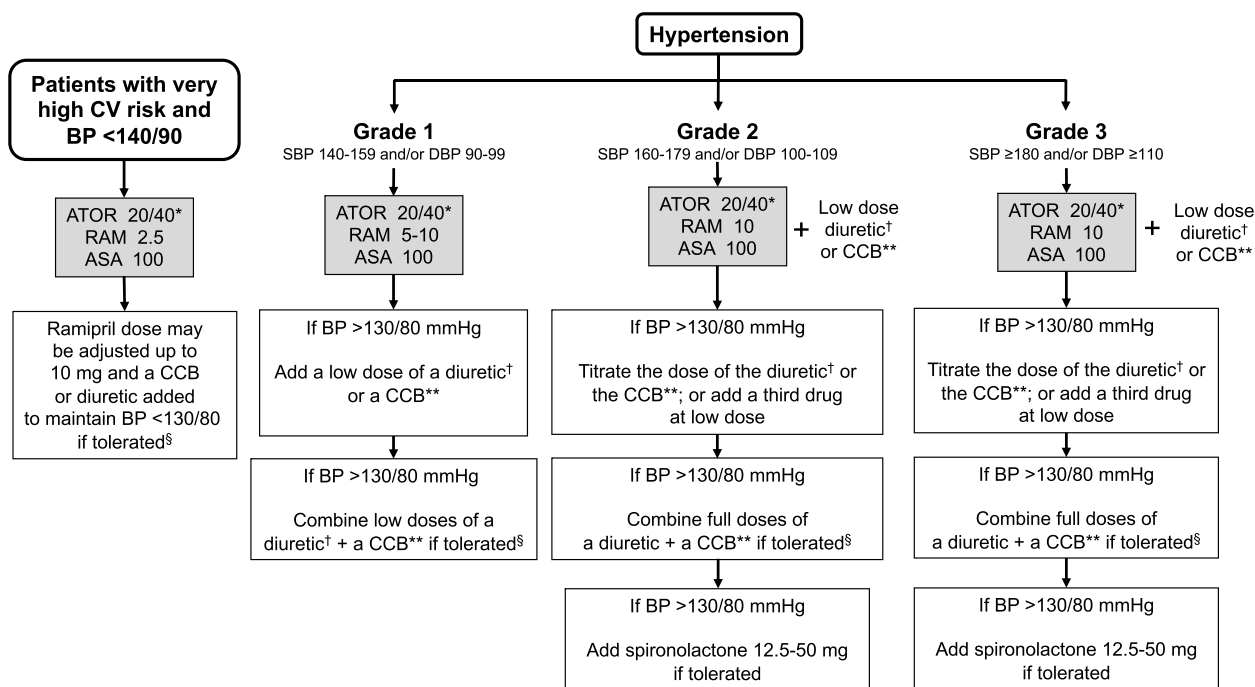 Hypertension
Patients with very
high CV risk and
BP <140/90
ATOR 20/40*
RAM 2.5
ASA 100
Ramipril dose may
be adjusted up to
10 mg and a CCB
or diuretic added
to maintain BP <130/80
if tolerated§
Grade 1
SBP 140-159 and/or DBP 90-99
ATOR 20/40*
RAM 5-10
ASA 100
If BP >130/80 mmHg
Add a low dose of a diuretic†
or a CCB**
If BP >130/80 mmHg
Combine low doses of a
diuretic† + a CCB** if tolerated§
Grade 2
SBP 160-179 and/or DBP 100-109
ATOR 20/40*
RAM 10
ASA 100
+
Low dose
diuretic†
or CCB**
If BP >130/80 mmHg
Titrate the dose of the diuretic† or
the CCB**; or add a third drug
at low dose
If BP >130/80 mmHg
Combine full doses of
a diuretic + a CCB** if tolerated§
If BP >130/80 mmHg
Add spironolactone 12.5-50 mg
if tolerated
Grade 3
SBP ≥180 and/or DBP ≥110
ATOR 20/40*
RAM 10
ASA 100
+
Low dose
diuretic†
or CCB**
If BP >130/80 mmHg
Titrate the dose of the diuretic† or
the CCB**; or add a third drug
at low dose
If BP >130/80 mmHg
Combine full doses of
a diuretic + a CCB** if tolerated§
If BP >130/80 mmHg
Add spironolactone 12.5-50 mg
if tolerated